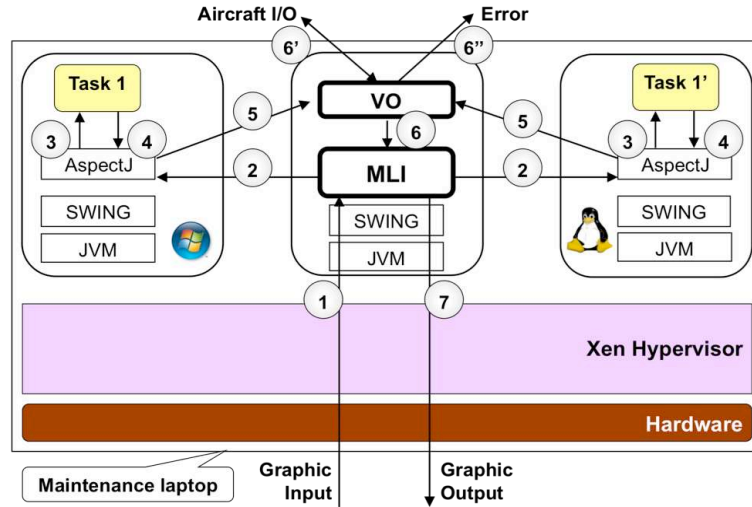 Aircraft I/O
Error
6’
6’’
Task 1
VO
Task 1’
5
5
3
4
6
3
4
AspectJ
2
MLI
2
AspectJ
SWING
SWING
SWING
JVM
JVM
JVM
1
7
Xen Hypervisor
Hardware
Maintenance laptop
Graphic
Input
Graphic
Output